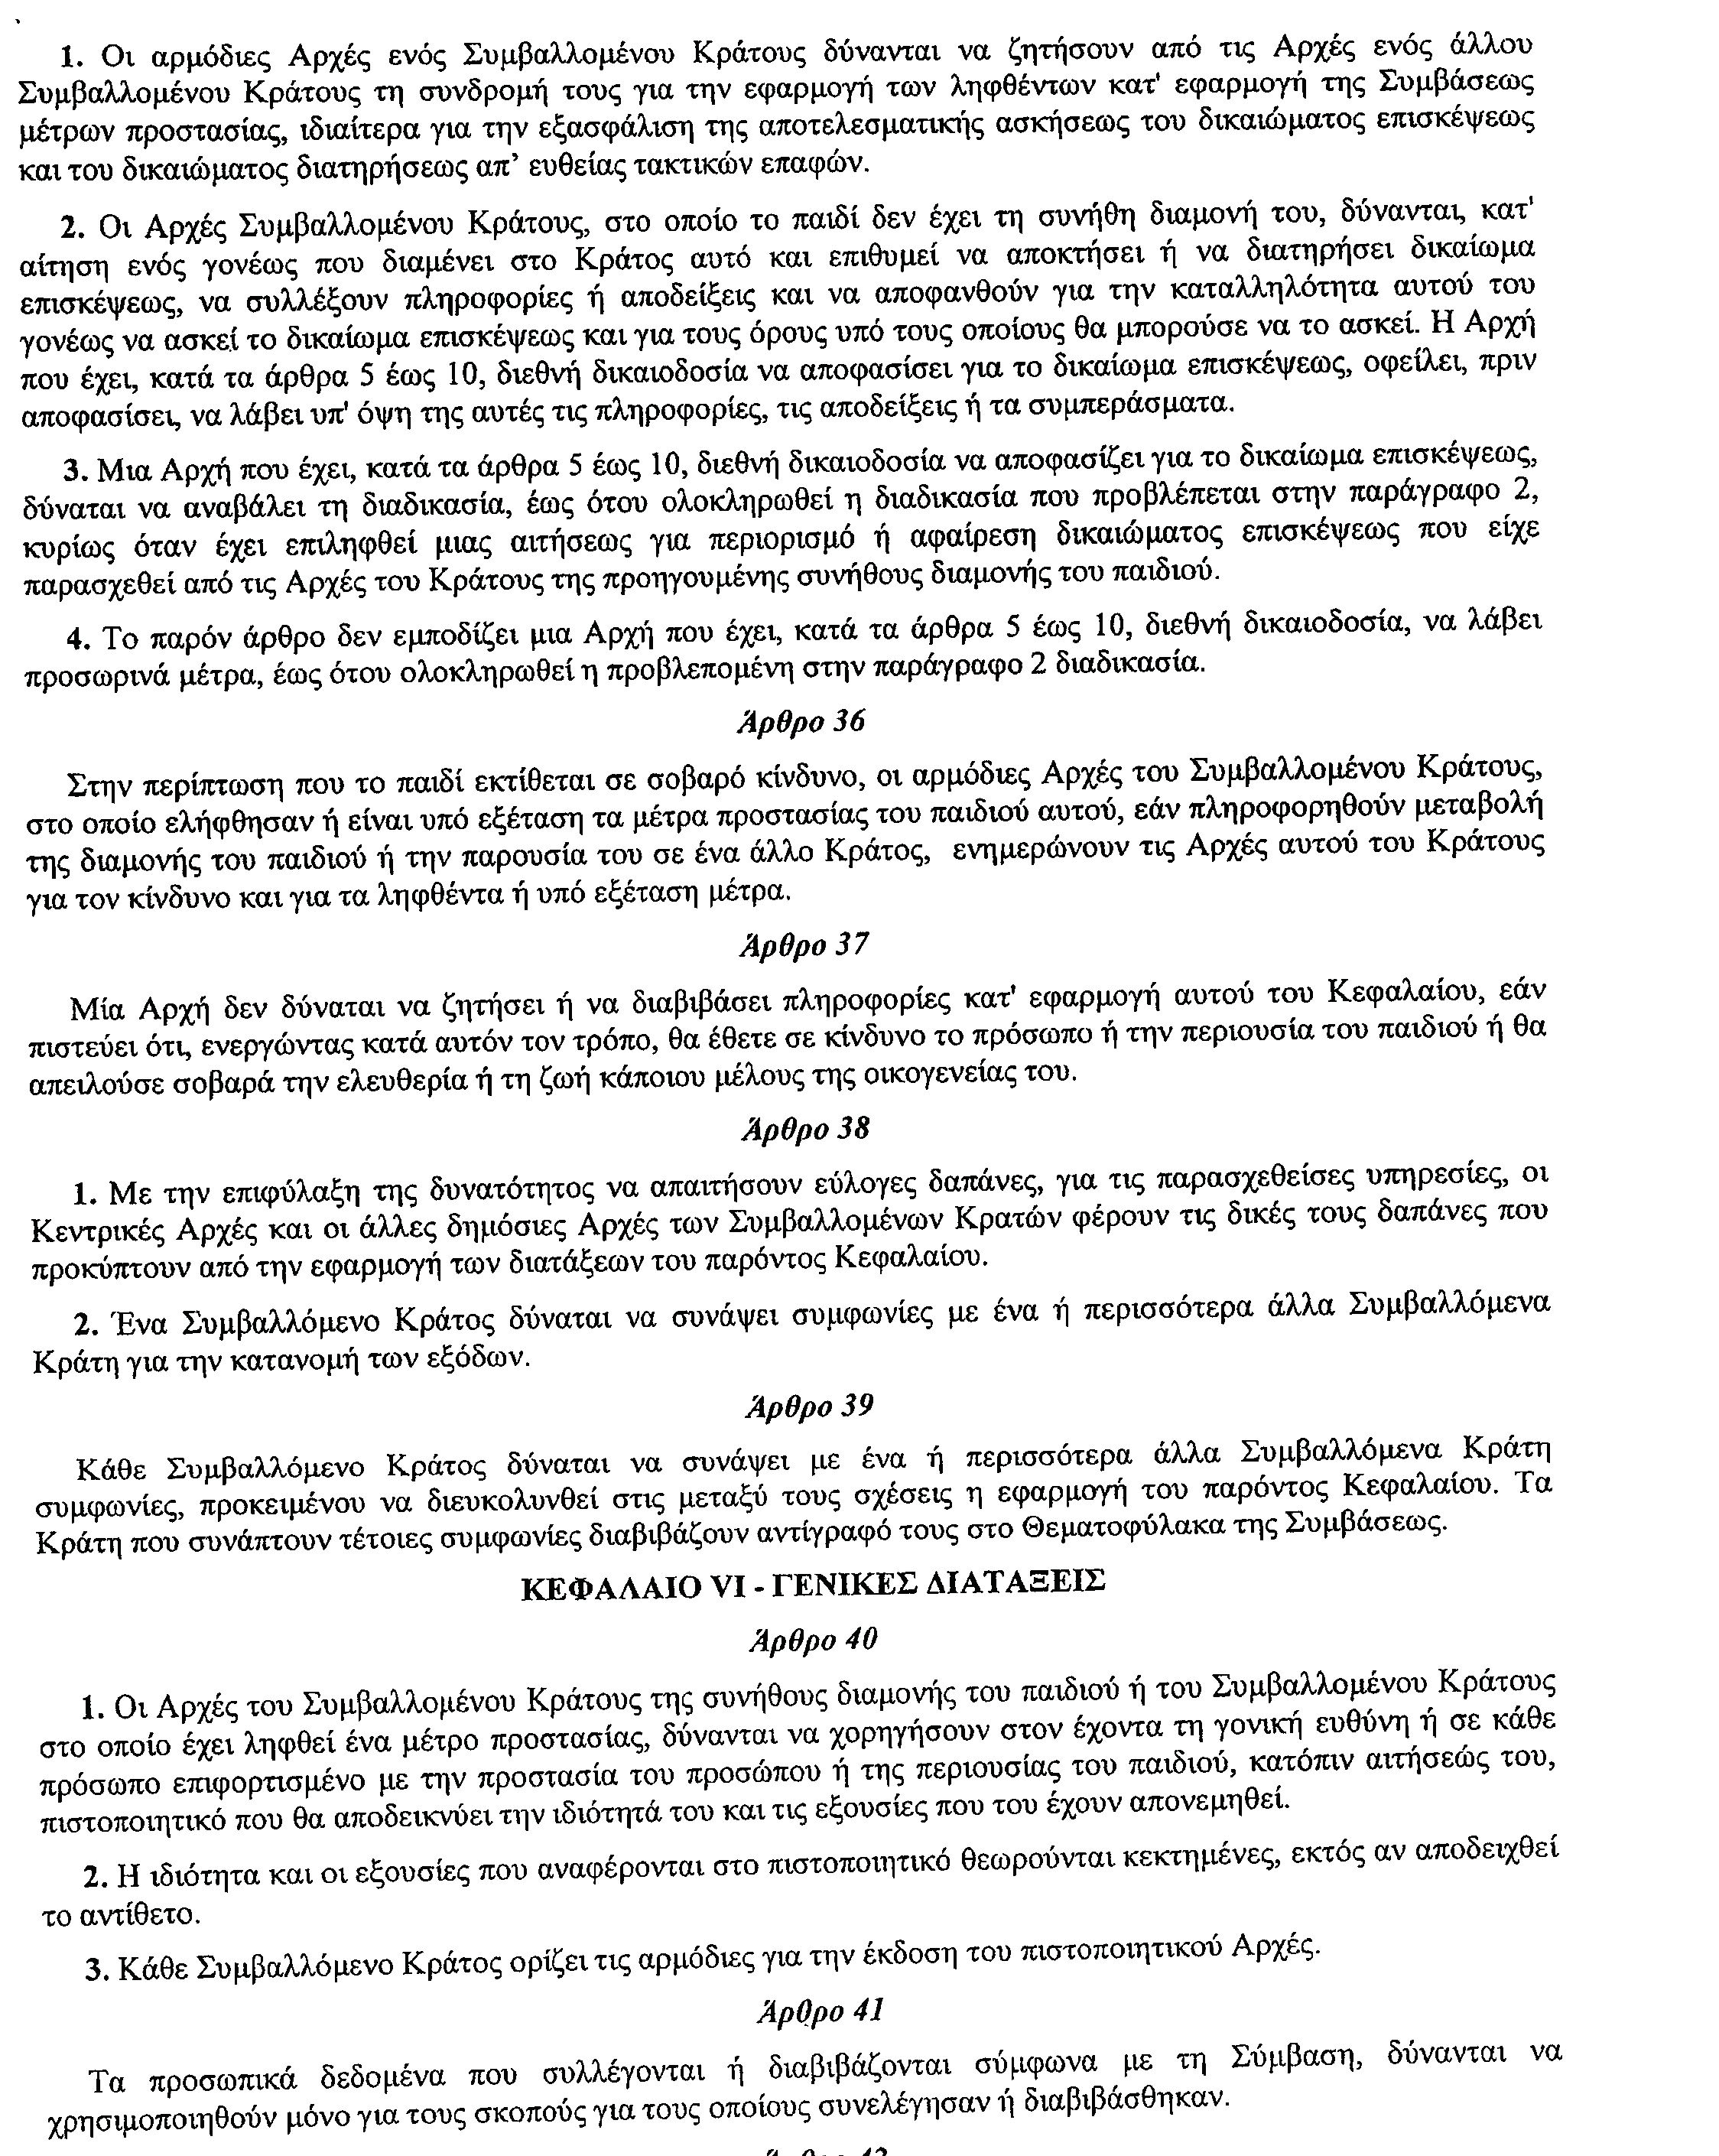 1. Οι αρμόδιες Αρχές ενός Συμβαλλομένου Κράτους δύνανται να ζητήσουν από τις Αρχές ενός άλλου
Συμβαλλομένου Κράτους τη συνδρομή τους για την εφαρμογή των ληφθέντων κατ' εφαρμογή της Συμβάσεως
μέτρων προστασίας, ιδιαίτερα για την εξασφάλιση της αποτελεσματικής ασκήσεως του δικαιώματος επισκέψεως
και του δικαιώματος διατηρήσεως απ' ευθείας τακτικών επαφών.
2. Οι Αρχές Συμβαλλομένου Κράτους, στο οποίο το παιδί δεν έχει τη συνήθη διαμονή του, δύνανται, κατ'
αίτηση ενός γονέως που διαμένει στο Κράτος αυτό και επιθυμεί να αποκτήσει ή να διατηρήσει δικαίωμα
επισκέψεως, να συλλέξουν πληροφορίες ή αποδείξεις και να αποφανθούν για την καταλληλότητα αυτού του
γονέως να ασκεί το δικαίωμα επισκέψεως και για τους όρους υπό τους οποίους θα μπορούσε να το ασκεί. Η Αρχή
που έχει, κατά τα άρθρα 5 έως 10, διεθνή δικαιοδοσία να αποφασίσει για το δικαίωμα επισκέψεως, οφείλει, πριν
αποφασίσει, να λάβει υπ' όψη της αυτές τις πληροφορίες, τις αποδείξεις ή τα συμπεράσματα.
3. Μια Αρχή που έχει, κατά τα άρθρα 5 έως 10, διεθνή δικαιοδοσία να αποφασίζει για το δικαίωμα επισκέψεως,
δύναται να αναβάλει τη διαδικασία, έως ότου ολοκληρωθεί η διαδικασία που προβλέπεται στην παράγραφο 2,
κυρίως όταν έχει επιληφθεί μιας αιτήσεως για περιορισμό ή αφαίρεση δικαιώματος επισκέψεως που είχε
παρασχεθεί από τις Αρχές του Κράτους της προηγουμένης συνήθους διαμονής του παιδιού.
4. Το παρόν άρθρο δεν εμποδίζει μια Αρχή που έχει, κατά τα άρθρα 5 έως 10, διεθνή δικαιοδοσία, να λάβει
προσωρινά μέτρα, έως ότου ολοκληρωθεί η προβλεπομένη στην παράγραφο 2 διαδικασία.
Άρθρο 36
Στην περίπτωση που το παιδί εκτίθεται σε σοβαρό κίνδυνο, οι αρμόδιες Αρχές του Συμβαλλομένου Κράτους,
στο οποίο ελήφθησαν ή είναι υπό εξέταση τα μέτρα προστασίας του παιδιού αυτού, εάν πληροφορηθούν μεταβολή
της διαμονής του παιδιού ή την παρουσία του σε ένα άλλο Κράτος, ενημερώνουν τις Αρχές αυτού του Κράτους
για τον κίνδυνο και για τα ληφθέντα ή υπό εξέταση μέτρα.
Άρθρο 37
Μία Αρχή δεν δύναται να ζητήσει ή να διαβιβάσει πληροφορίες κατ' εφαρμογή αυτού του Κεφαλαίου, εάν
πιστεύει ότι, ενεργώντας κατά αυτόν τον τρόπο, θα έθετε σε κίνδυνο το πρόσωπο ή την περιουσία του παιδιού ή θα
απειλούσε σοβαρά την ελευθερία ή τη ζωή κάποιου μέλους της οικογενείας του.
Άρθρο 38
1. Με την επιφύλαξη της δυνατότητος να απαιτήσουν εύλογες δαπάνες, για τις παρασχεθείσες υπηρεσίες, οι
Κεντρικές Αρχές και οι άλλες δημόσιες Αρχές των Συμβαλλομένων Κρατών φέρουν τις δικές τους δαπάνες που
προκύπτουν από την εφαρμογή των διατάξεων του παρόντος Κεφαλαίου.
2. Ένα Συμβαλλόμενο Κράτος δύναται να συνάψει συμφωνίες με ένα ή περισσότερα άλλα Συμβαλλόμενα
Κράτη για την κατανομή των εξόδων.
Άρθρο 39
Κάθε Συμβαλλόμενο Κράτος δύναται να συνάψει με ένα ή περισσότερα άλλα Συμβαλλόμενα Κράτη
συμφωνίες, προκειμένου να διευκολυνθεί στις μεταξύ τους σχέσεις η εφαρμογή του παρόντος Κεφαλαίου. Τα
Κράτη που συνάπτουν τέτοιες συμφωνίες διαβιβάζουν αντίγραφό τους στο Θεματοφύλακα της Συμβάσεως.
ΚΕΦΑΛΑΙΟ VI - ΓΕΝΙΚΕΣ ΔΙΑΤΑΞΕΙΣ
Άρθρο 40
1. Οι Αρχές του Συμβαλλομένου Κράτους της συνήθους διαμονής του παιδιού ή του Συμβαλλομένου Κράτους
στο οποίο έχει ληφθεί ένα μέτρο προστασίας, δύνανται να χορηγήσουν στον έχοντα τη γονική ευθύνη ή σε κάθε
πρόσωπο επιφορτισμένο με την προστασία του προσώπου ή της περιουσίας του παιδιού, κατόπιν αιτήσεώς του,
πιστοποιητικό που θα αποδεικνύει την ιδιότητά του και τις εξουσίες που του έχουν απονεμηθεί.
2. Η ιδιότητα και οι εξουσίες που αναφέρονται στο πιστοποιητικό θεωρούνται κεκτημένες, εκτός αν αποδειχθεί
το αντίθετο.
3. Κάθε Συμβαλλόμενο Κράτος ορίζει τις αρμόδιες για την έκδοση του πιστοποιητικού Αρχές.
Άρθρο 41
Τα προσωπικά δεδομένα που συλλέγονται ή διαβιβάζονται σύμφωνα με τη Σύμβαση, δύνανται να
χρησιμοποιηθούν μόνο για τους σκοπούς για τους οποίους συνελέγησαν ή διαβιβάσθηκαν.